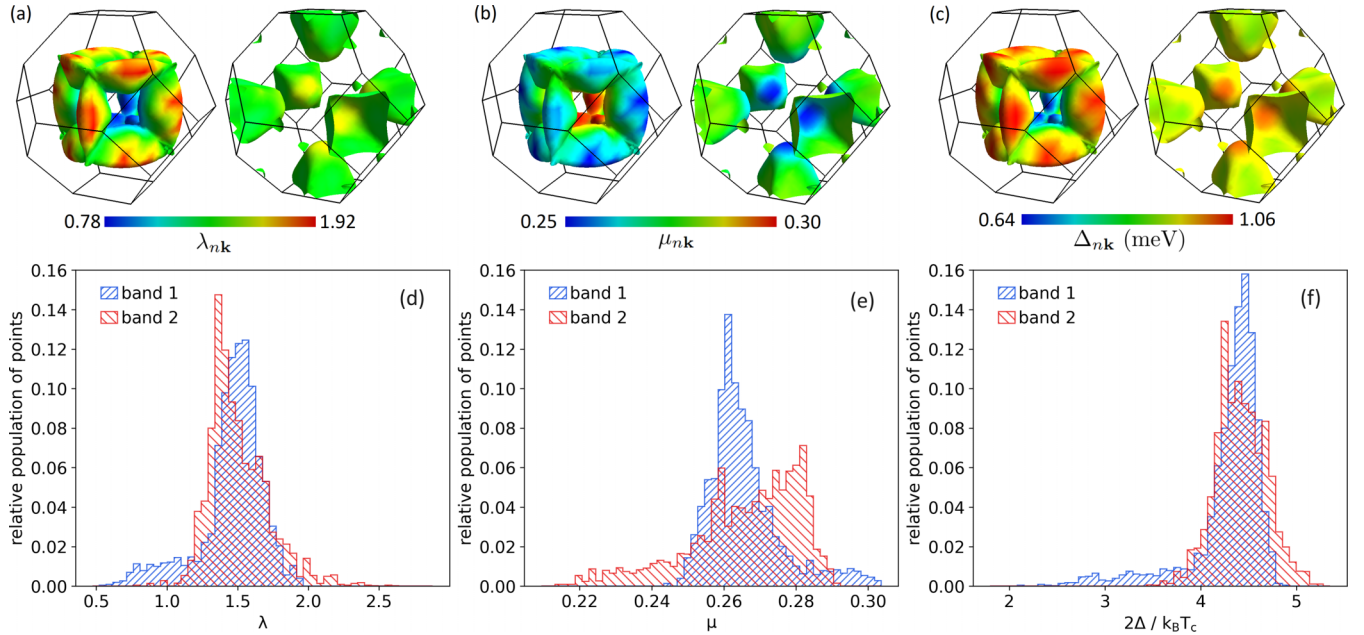 (a)
(b)
(c)
0.78 1.92
λnk
0.25 0.30
μnk
0.64 1.06
Δnk (meV)
relative population of points
0.16
0.14
0.12
0.10
0.08
0.06
0.04
0.02
0.00
band 1
band 2
(d)
0.5 1.0 1.5 2.0 2.5
λ
relative population of points
0.16
0.14
0.12
0.10
0.08
0.06
0.04
0.02
0.00
band 1
band 2
(e)
0.22 0.24 0.26 0.28 0.30
μ
relative population of points
0.16
0.14
0.12
0.10
0.08
0.06
0.04
0.02
0.00
band 1
band 2
(f)
2 3 4 5
2Δ / kBTc